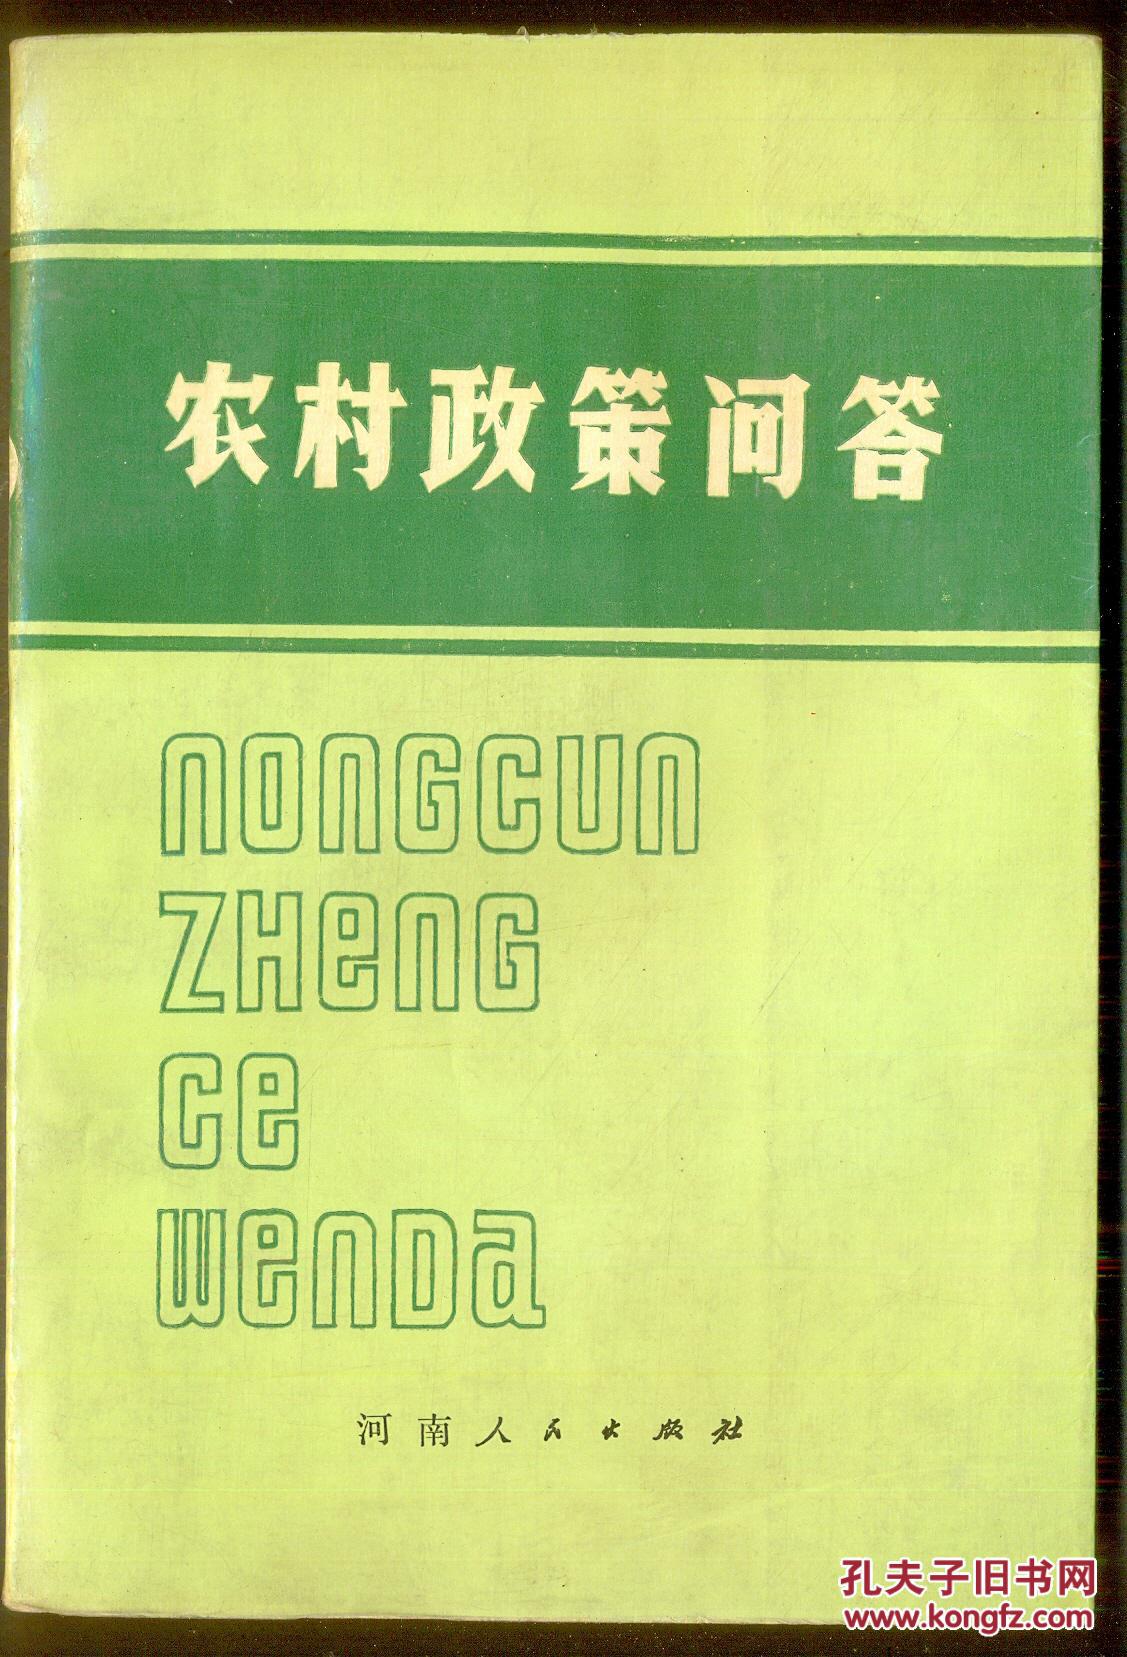 农村政策问答
nongcun
zheng
ce
wenda
河南人民出版社
孔夫子旧书网
www.kongfz.com